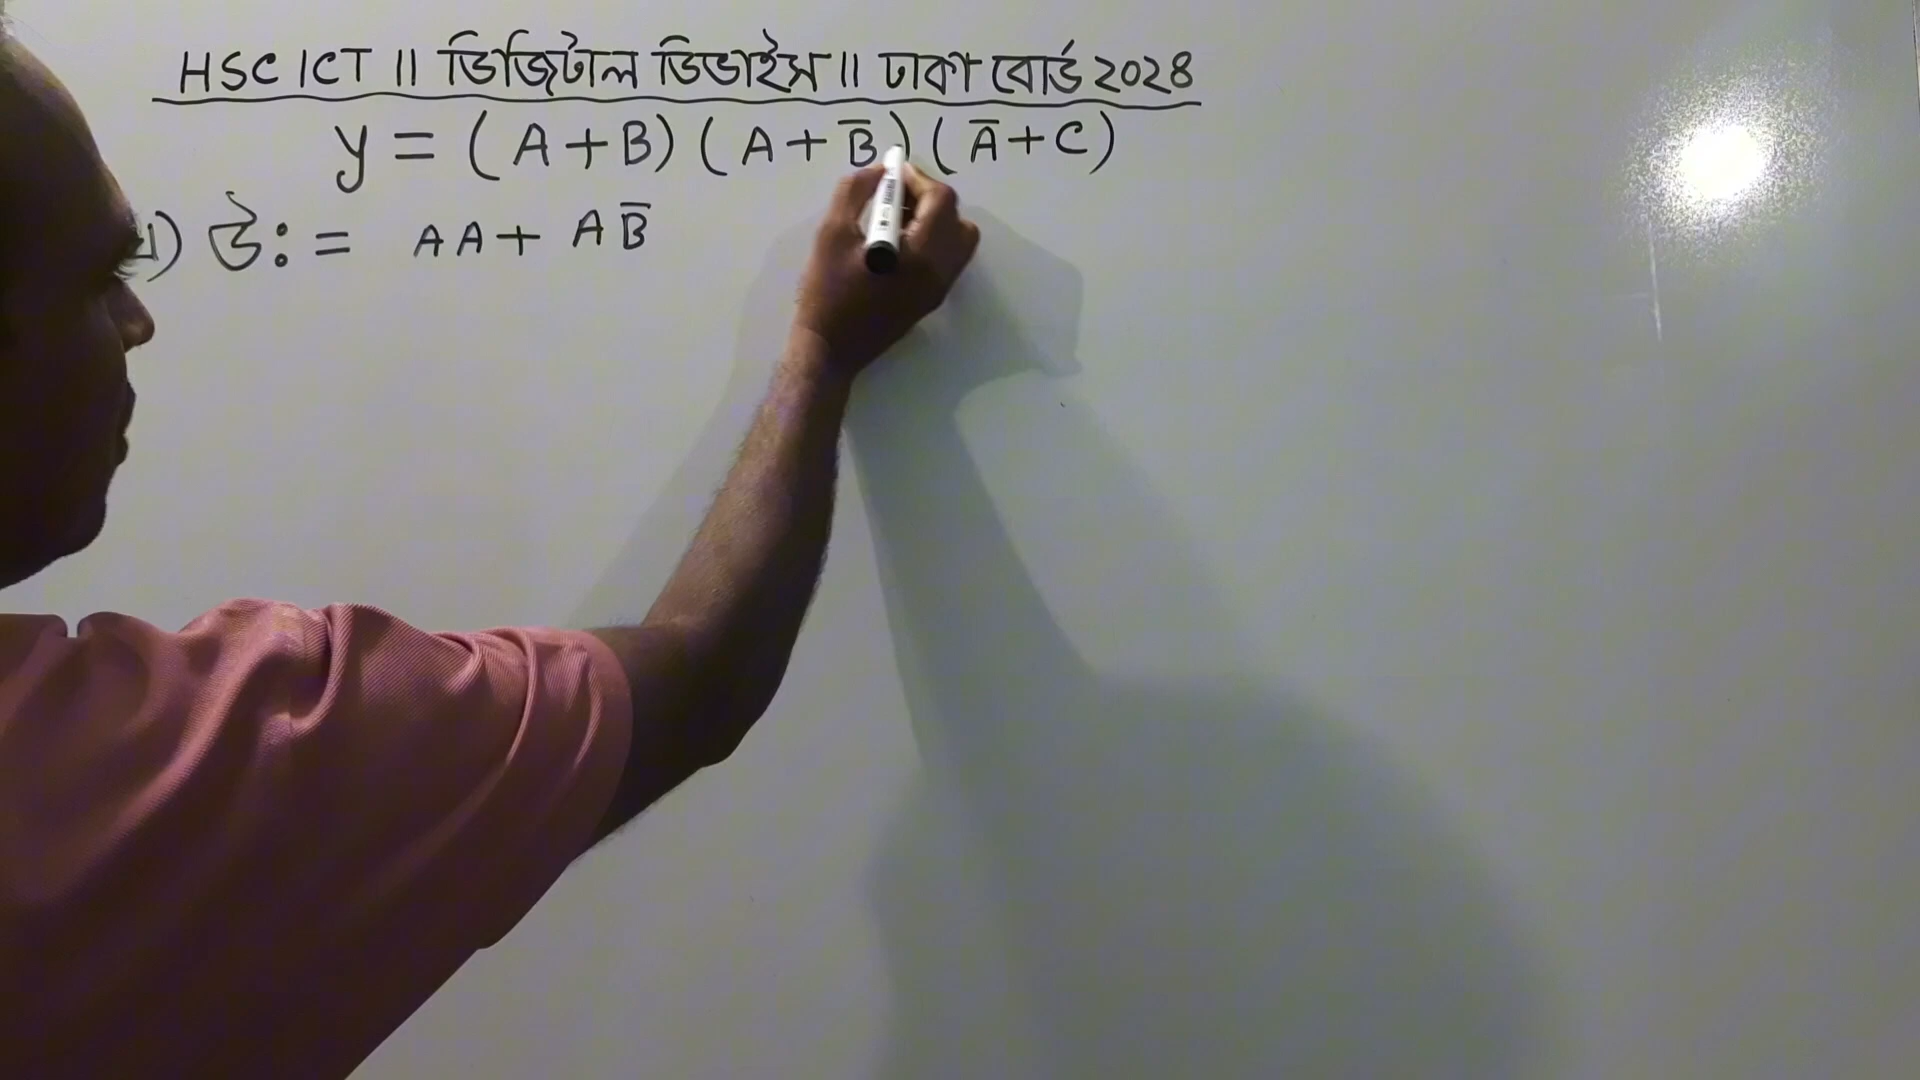 HSC ICT || ডিজিটাল ডিভাইস || ঢাকা বোর্ড ২০২৪
y = (A+B) (A+B̅) (A̅+C)
উ: = AA+ AB̅